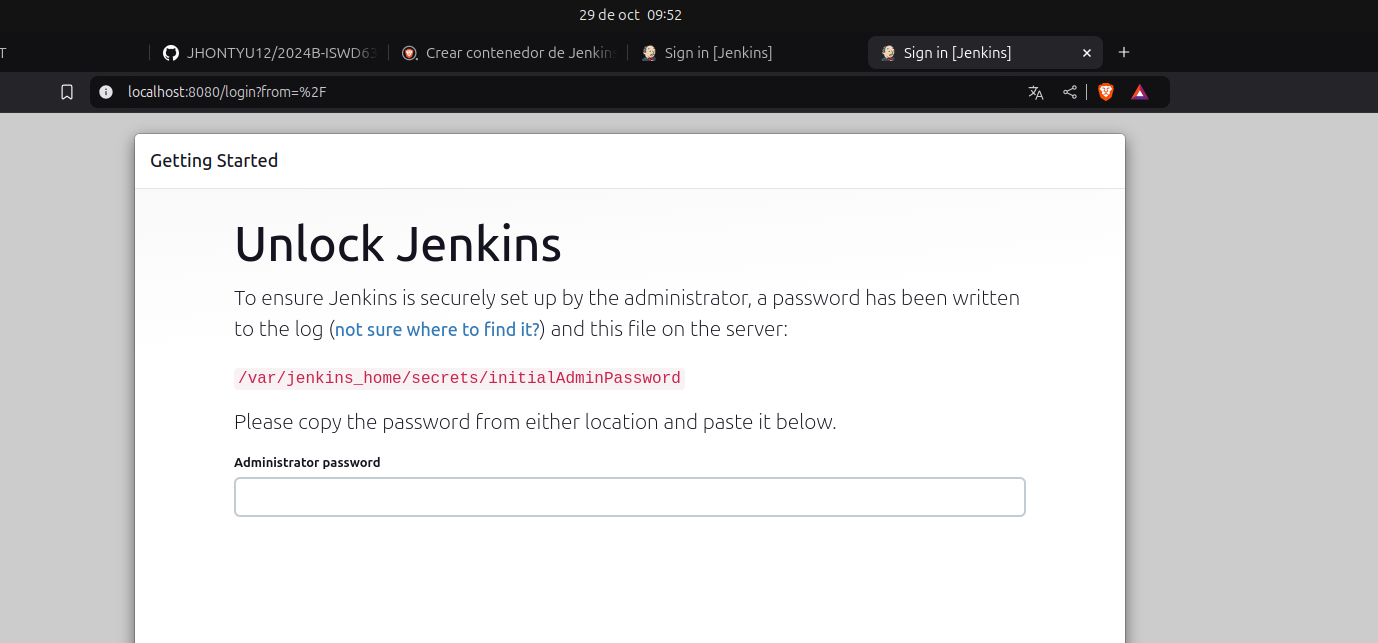 29 de oct 09:52
T
JHONTYU12/2024B-ISWD63
Crear contenedor de Jenkins
Sign in [Jenkins]
Sign in [Jenkins]
localhost:8080/login?from=%2F
Getting Started
Unlock Jenkins
To ensure Jenkins is securely set up by the administrator, a password has been written
to the log (not sure where to find it?) and this file on the server:
/var/jenkins_home/secrets/initialAdminPassword
Please copy the password from either location and paste it below.
Administrator password